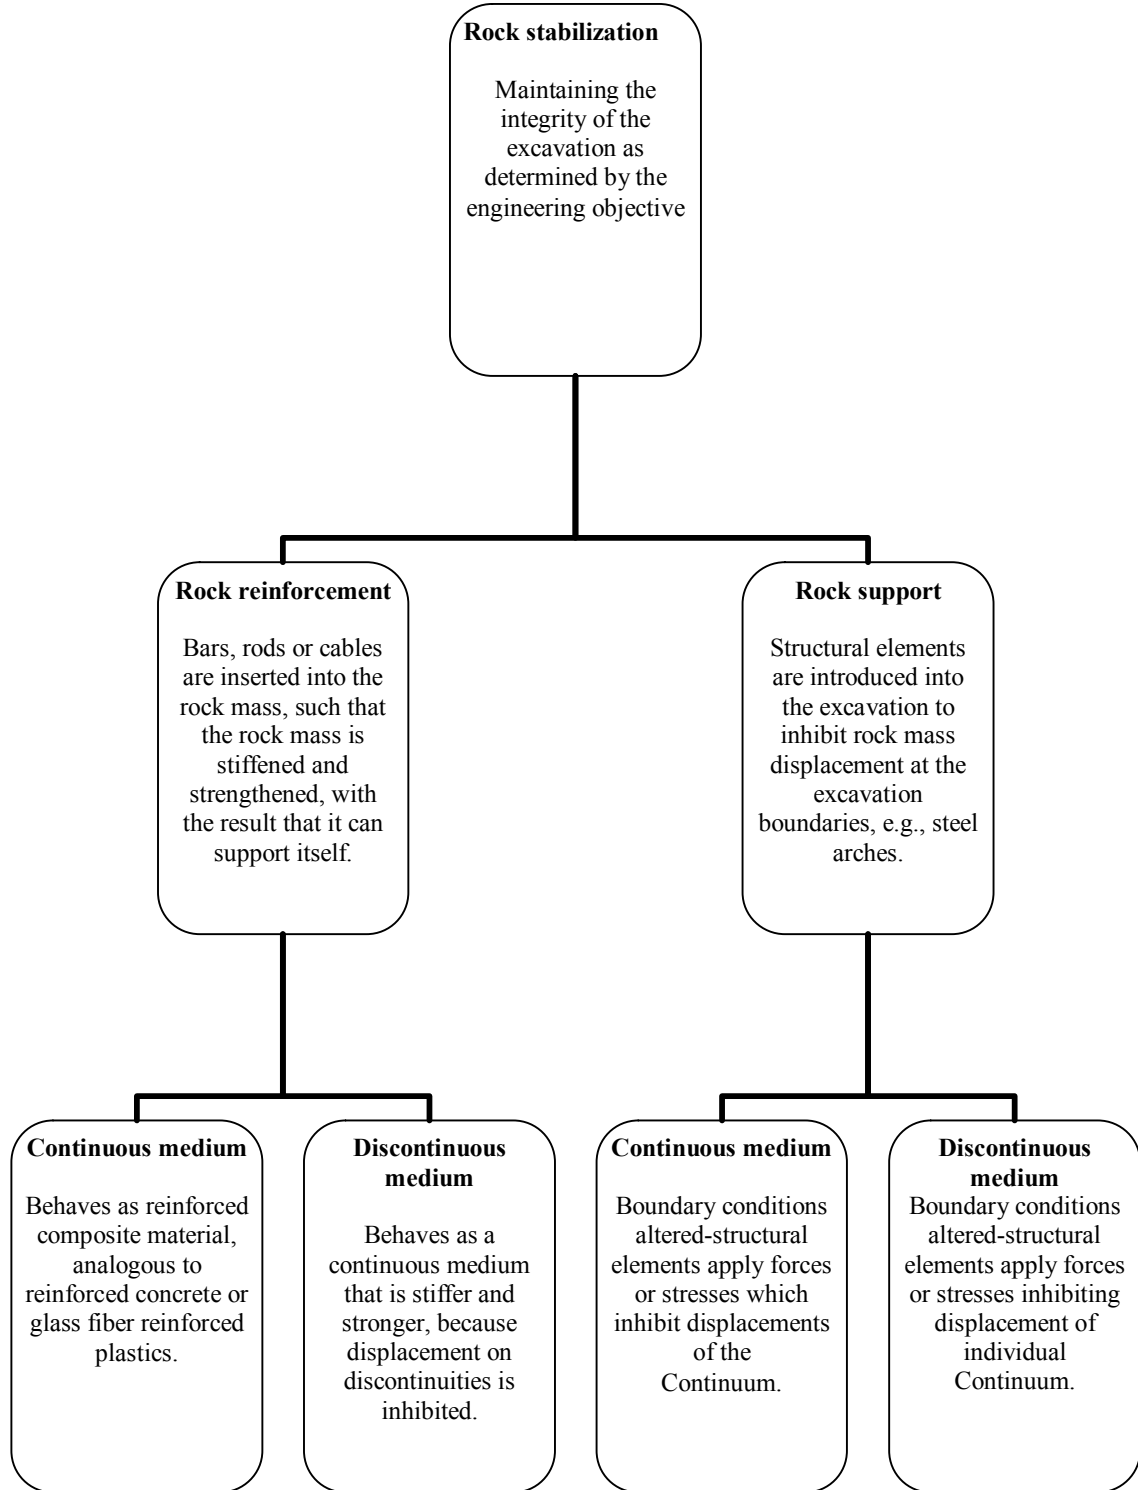 Rock stabilization
Maintaining the
integrity of the
excavation as
determined by the
engineering objective
Rock reinforcement
Bars, rods or cables
are inserted into the
rock mass, such that
the rock mass is
stiffened and
strengthened, with
the result that it can
support itself.
Rock support
Structural elements
are introduced into
the excavation to
inhibit rock mass
displacement at the
excavation
boundaries, e.g., steel
arches.
Continuous medium
Behaves as reinforced
composite material,
analogous to
reinforced concrete or
glass fiber reinforced
plastics.
Discontinuous
medium
Behaves as a
continuous medium
that is stiffer and
stronger, because
displacement on
discontinuities is
inhibited.
Continuous medium
Boundary conditions
altered-structural
elements apply forces
or stresses which
inhibit displacements
of the
Continuum.
Discontinuous
medium
Boundary conditions
altered-structural
elements apply forces
or stresses inhibiting
displacement of
individual
Continuum.